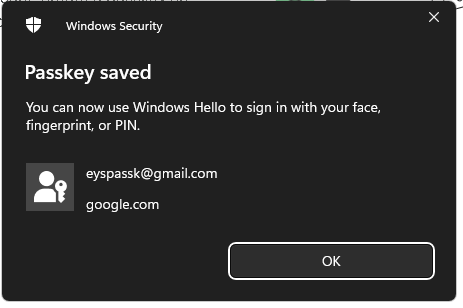 Windows Security
Passkey saved
You can now use Windows Hello to sign in with your face,
fingerprint, or PIN.
eyspassk@gmail.com
google.com
OK